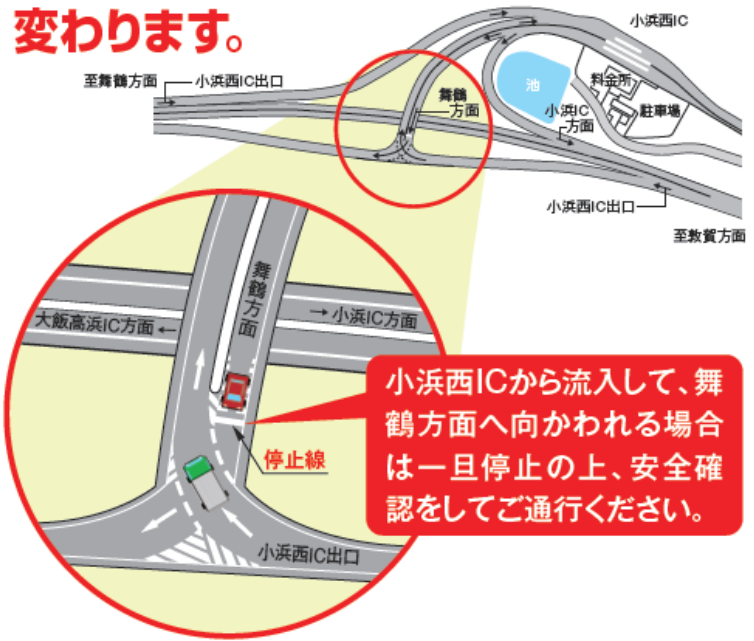 変わります。
小浜西IC
至舞鶴方面
小浜西IC出口
舞鶴
方面
池
料金所
駐車場
小浜IC
方面
小浜西IC出口
至敦賀方面
舞鶴方面
大飯高浜IC方面←
→小浜IC方面
停止線
小浜西IC出口
小浜西ICから流入して、舞
鶴方面へ向かわれる場合
は一旦停止の上、安全確
認をしてご通行ください。